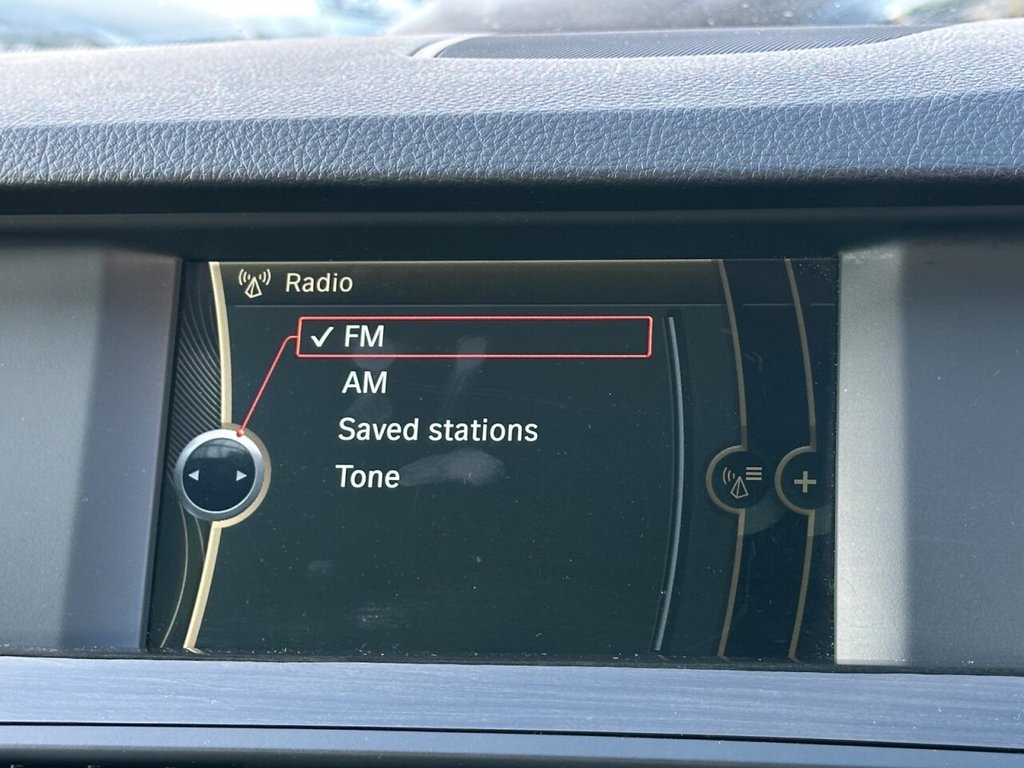 Radio
✓ FM
AM
Saved stations
Tone